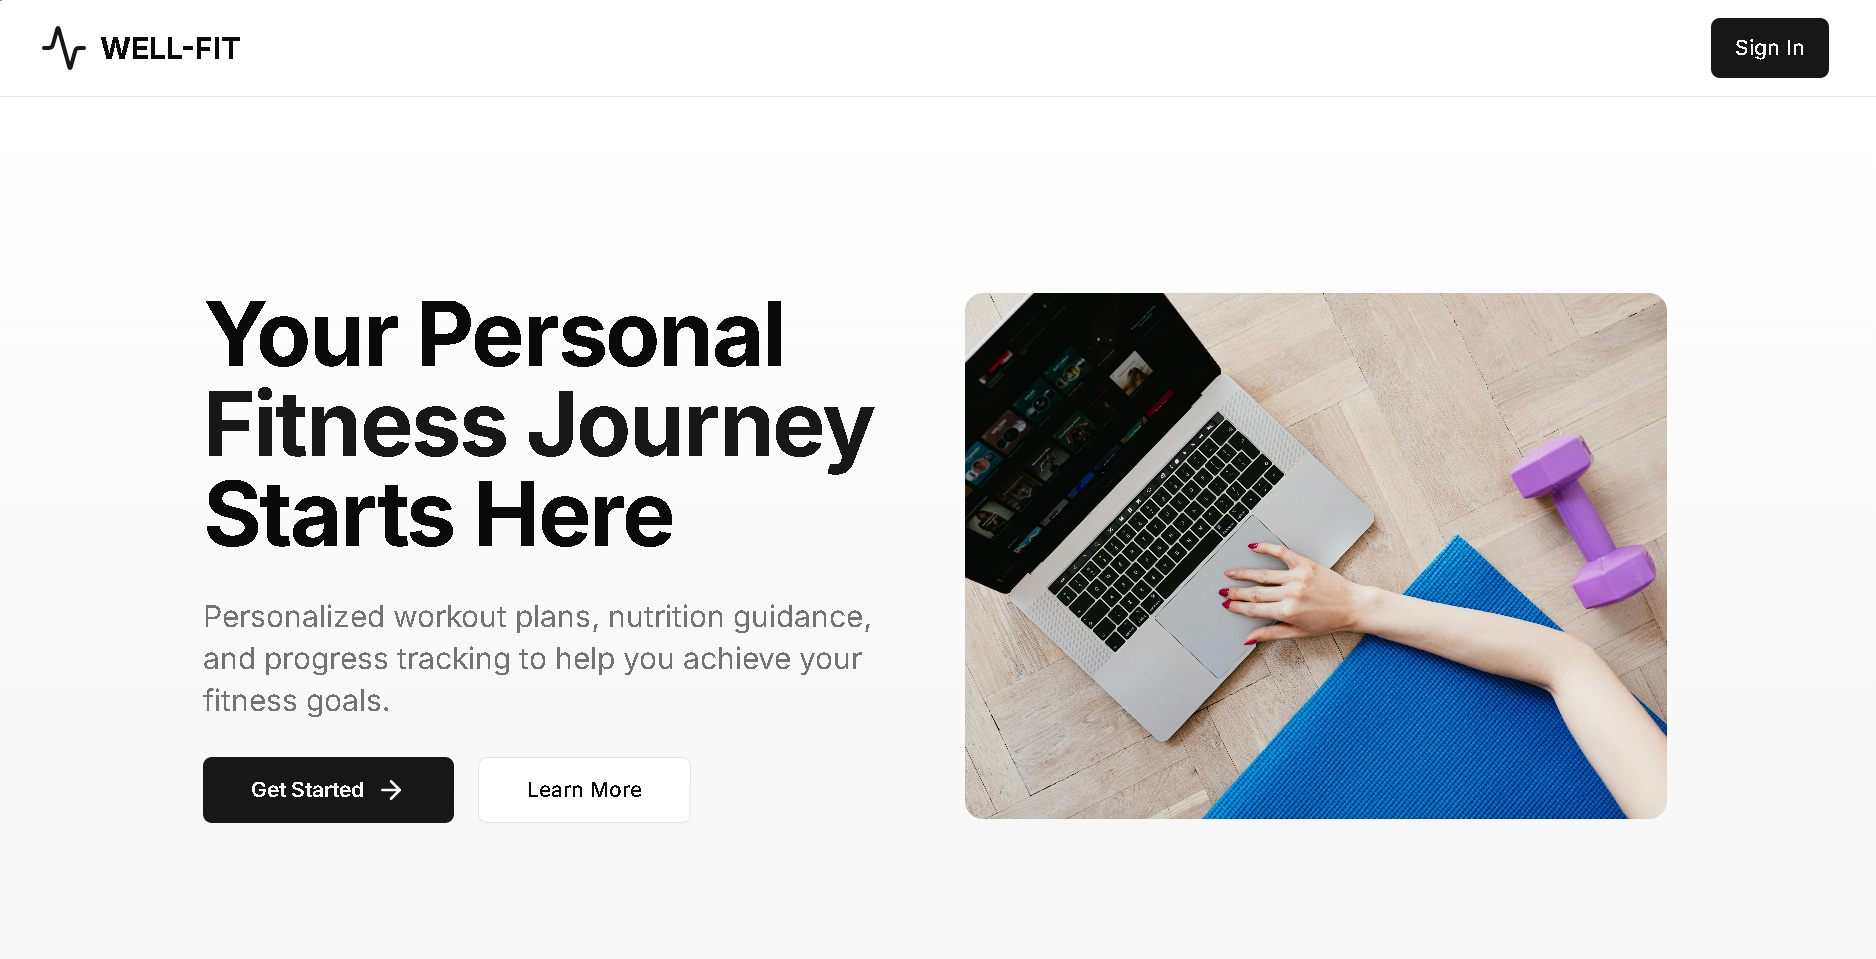 WELL-FIT
Sign In
Your Personal
Fitness Journey
Starts Here
Personalized workout plans, nutrition guidance,
and progress tracking to help you achieve your
fitness goals.
Get Started
Learn More